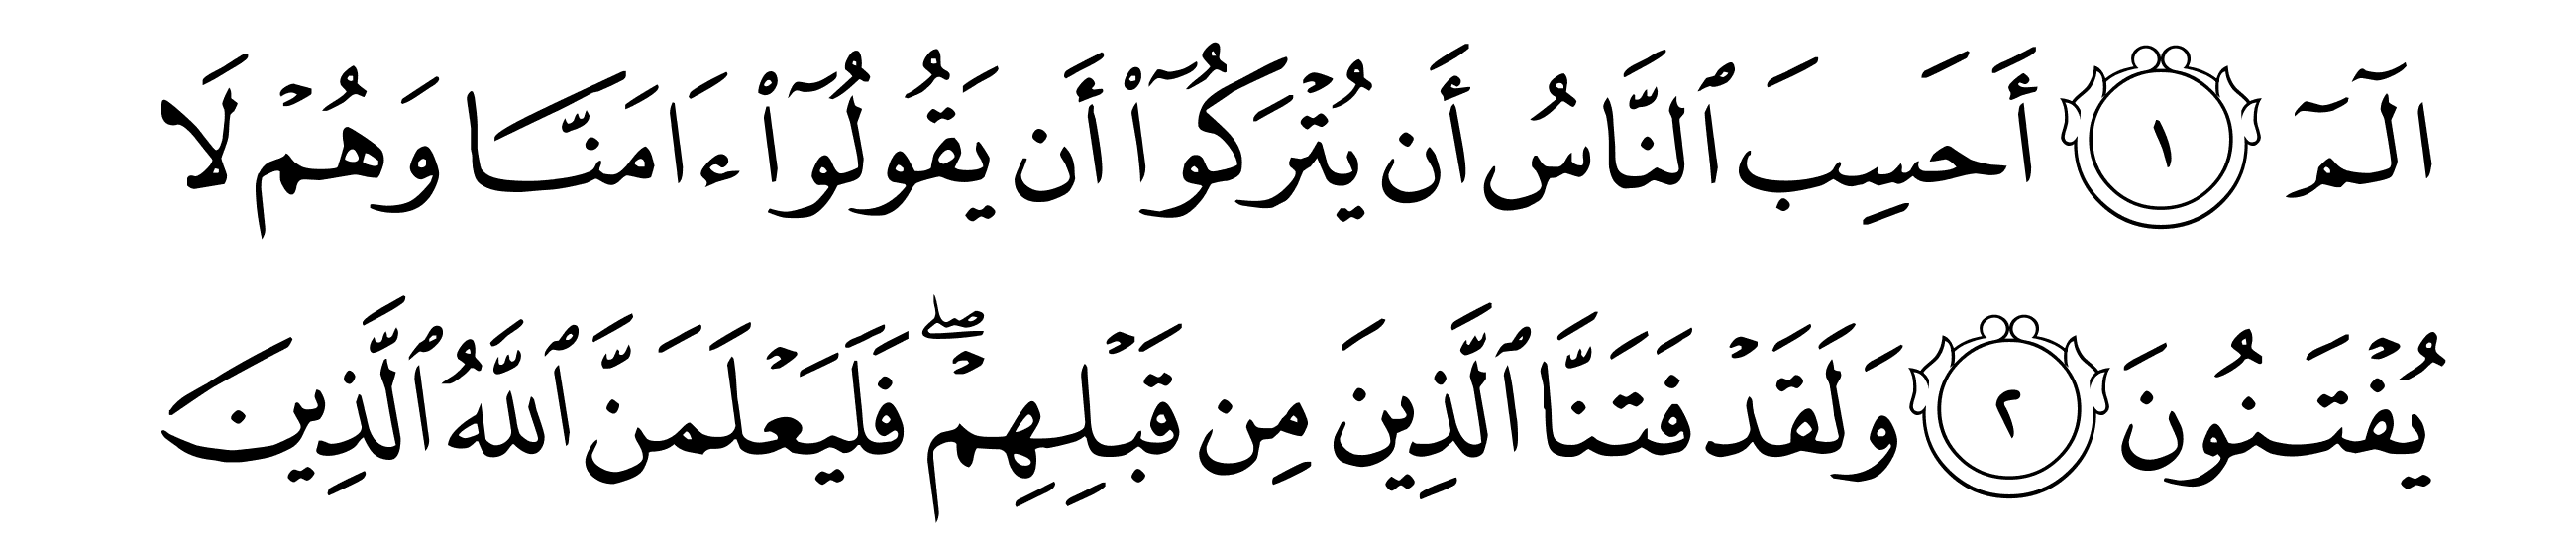 الٓمٓ ١ أَحَسِبَ ٱلنَّاسُ أَن يُتْرَكُوٓا۟ أَن يَقُولُوٓا۟ ءَامَنَّا وَهُمْ لَا
يُفْتَنُونَ ٢ وَلَقَدْ فَتَنَّا ٱلَّذِينَ مِن قَبْلِهِمْ ۖ فَلَيَعْلَمَنَّ ٱللَّهُ ٱلَّذِينَ